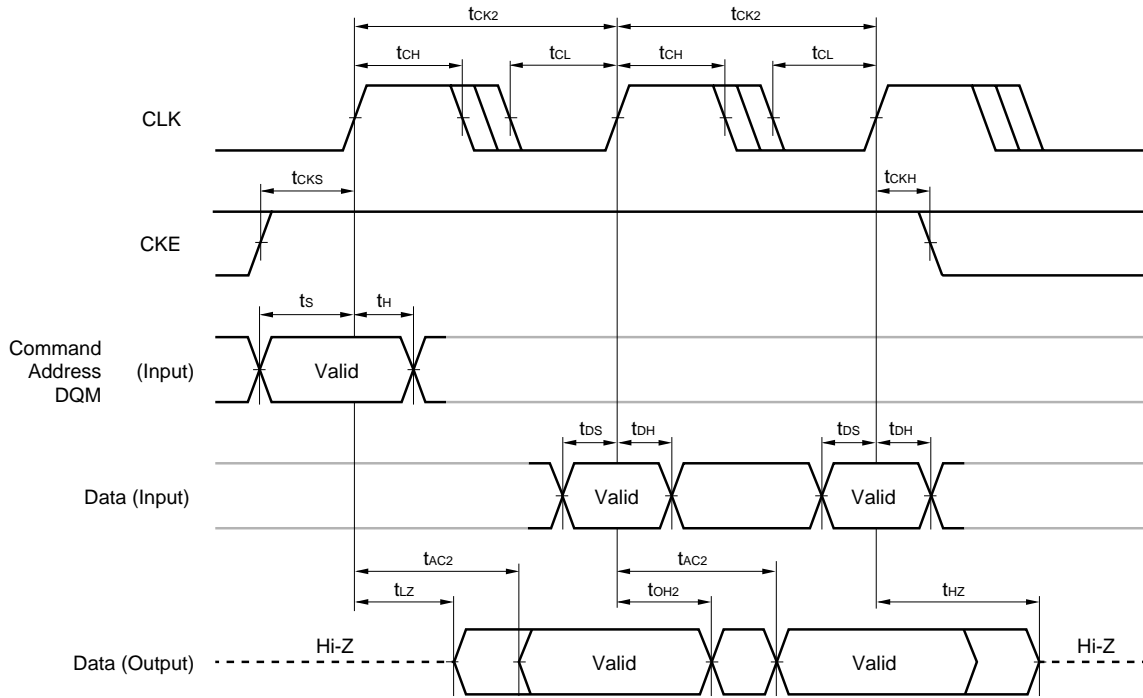 tCK2 tCK2
tCH tCL tCH tCL
CLK
tCKS tCKH
CKE
tS tH
Command
Address (Input) Valid
DQM
tDS tDH tDS tDH
Data (Input) Valid Valid
tAC2 tAC2
tLZ tOH2 tHZ
Hi-Z Hi-Z
Data (Output) Valid Valid